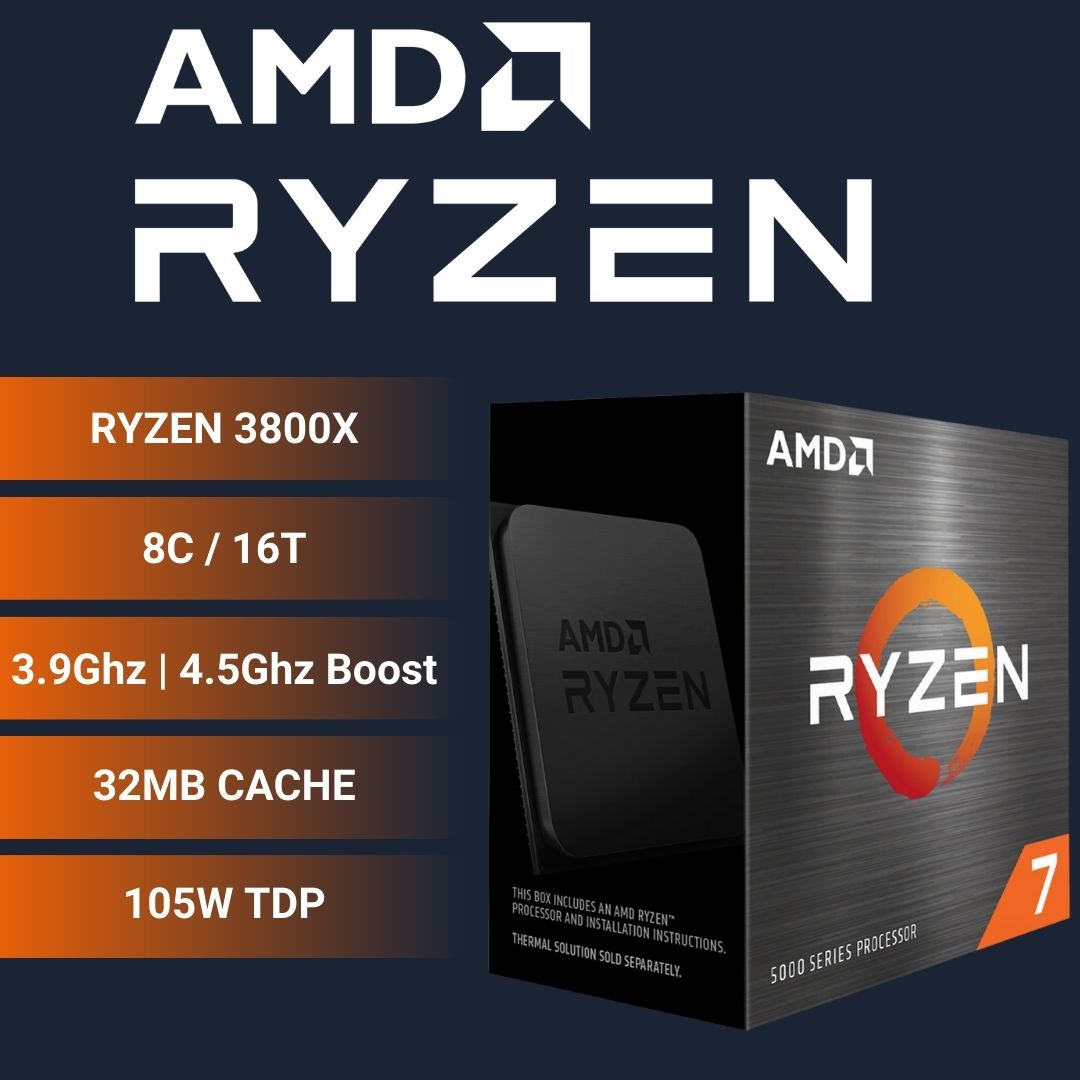 AMD
RYZEN
RYZEN 3800X
8C / 16T
3.9Ghz | 4.5Ghz Boost
32MB CACHE
105W TDP
AMD
RYZEN
THIS BOX INCLUDES AN AMD RYZEN™
PROCESSOR AND INSTALLATION INSTRUCTIONS.
THERMAL SOLUTION SOLD SEPARATELY.
AMD
RYZEN
7
5000 SERIES PROCESSOR